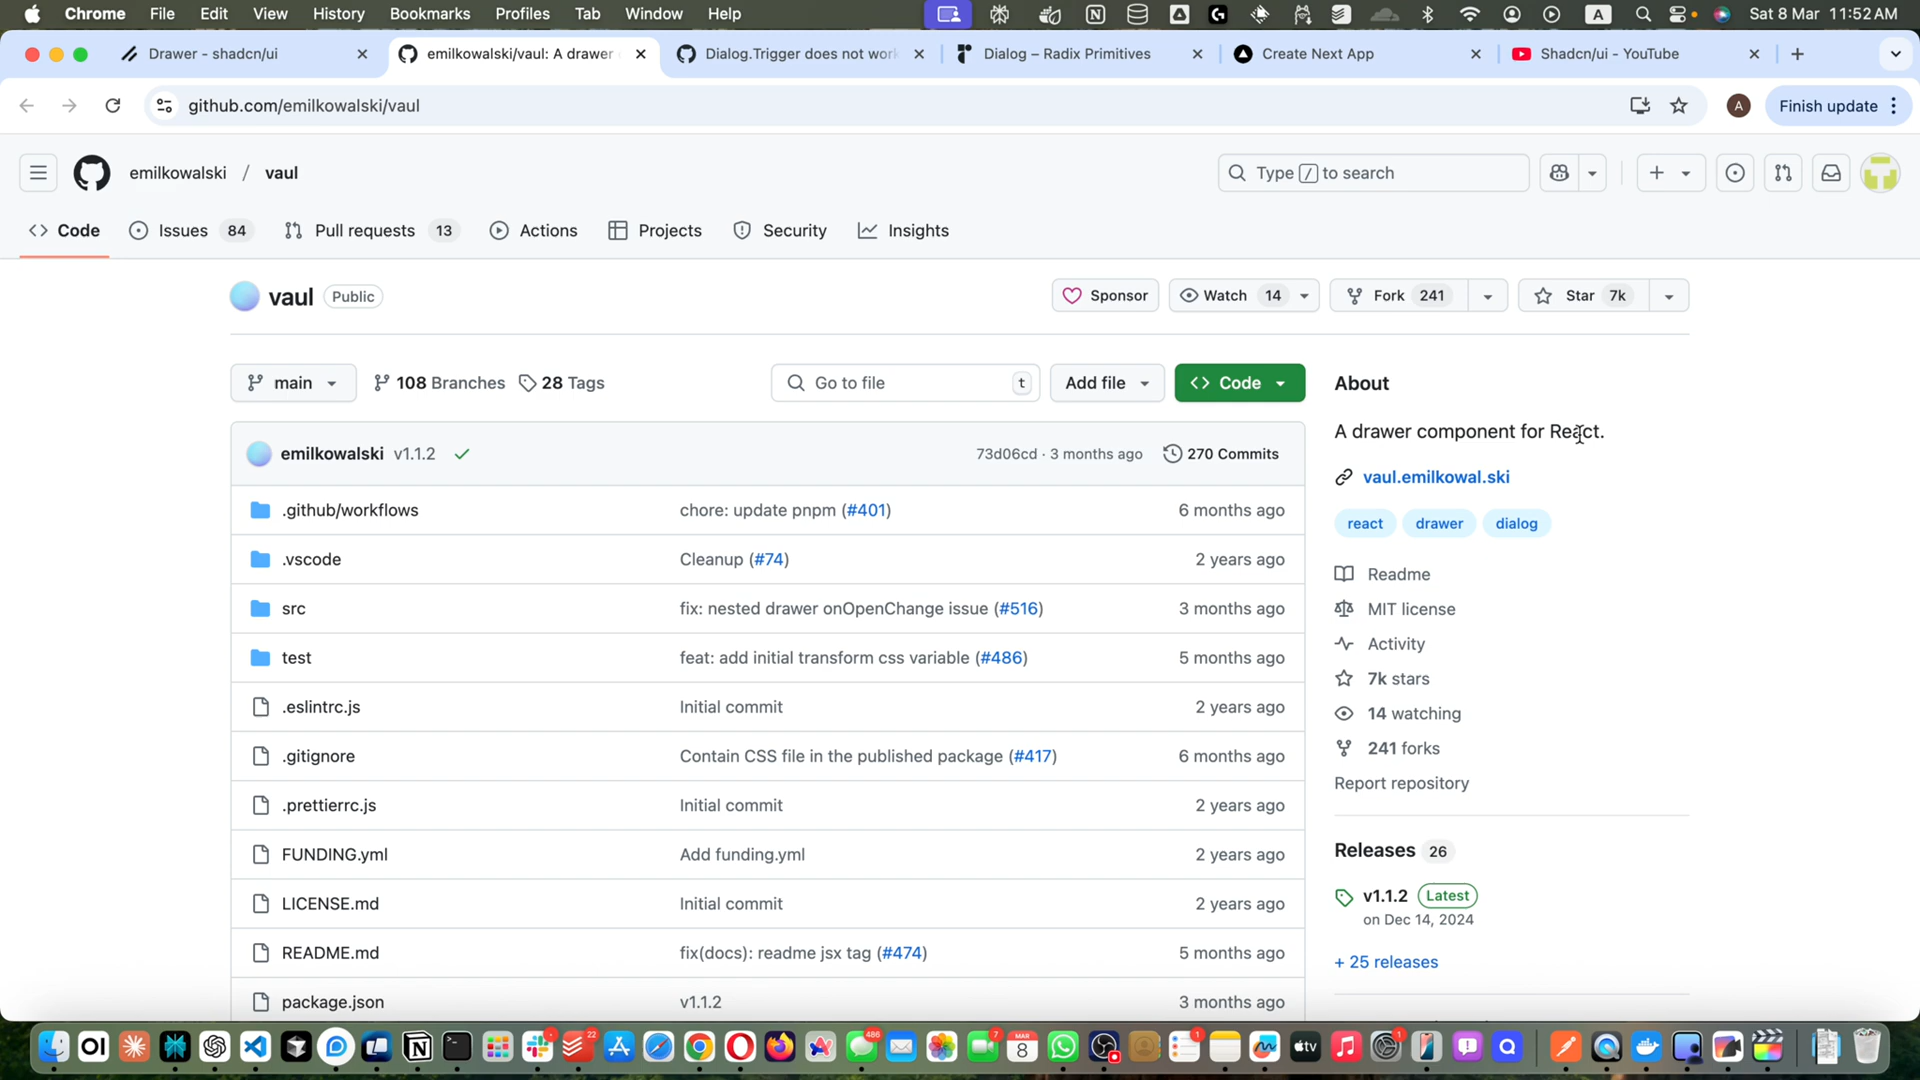 Chrome File Edit View History Bookmarks Profiles Tab Window Help A Sat 8 Mar 11:52 AM
Drawer - shadcn/ui emilkowalski/vaul: A drawer Dialog.Trigger does not work Dialog – Radix Primitives Create Next App Shadcn/ui - YouTube
github.com/emilkowalski/vaul A Finish update
emilkowalski / vaul Type / to search
Code Issues 84 Pull requests 13 Actions Projects Security Insights
vaul Public Sponsor Watch 14 Fork 241 Star 7k
main 108 Branches 28 Tags Go to file t Add file Code
About
A drawer component for React.
vaul.emilkowal.ski
react drawer dialog
Readme
MIT license
Activity
7k stars
14 watching
241 forks
Report repository
Releases 26
v1.1.2 Latest
on Dec 14, 2024
+ 25 releases
emilkowalski v1.1.2 73d06cd · 3 months ago 270 Commits
.github/workflows chore: update pnpm (#401) 6 months ago
.vscode Cleanup (#74) 2 years ago
src fix: nested drawer onOpenChange issue (#516) 3 months ago
test feat: add initial transform css variable (#486) 5 months ago
.eslintrc.js Initial commit 2 years ago
.gitignore Contain CSS file in the published package (#417) 6 months ago
.prettierrc.js Initial commit 2 years ago
FUNDING.yml Add funding.yml 2 years ago
LICENSE.md Initial commit 2 years ago
README.md fix(docs): readme jsx tag (#474) 5 months ago
package.json v1.1.2 3 months ago
OI 22 486 7 MAR 8 1 tv 1